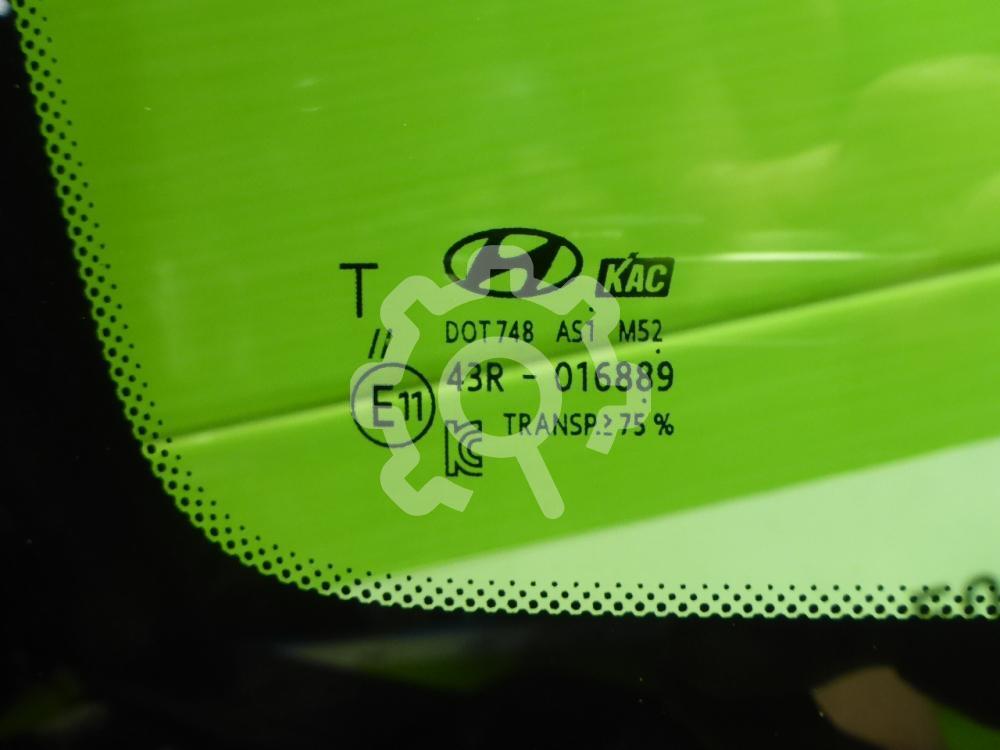 KAC
T
DOT 748 AS1 M52
//
43R - 016889
E11
TRANSP.≥ 75 %